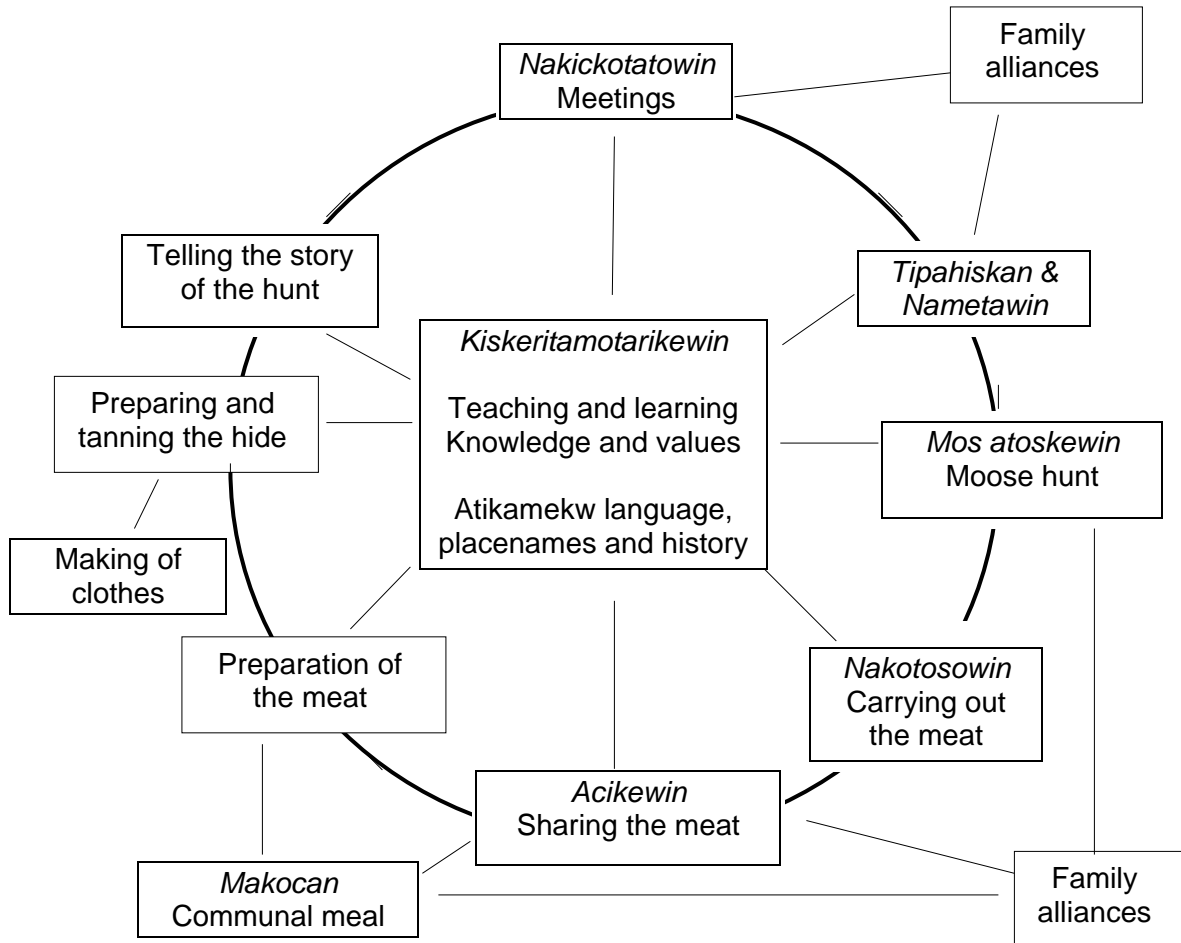 Nakickotatowin
Meetings
Family
alliances
Telling the story
of the hunt
Tipahiskan &
Nametawin
Kiskeritamotarikewin
Teaching and learning
Knowledge and values
Atikamekw language,
placenames and history
Preparing and
tanning the hide
Mos atoskewin
Moose hunt
Making of
clothes
Preparation of
the meat
Nakotosowin
Carrying out
the meat
Acikewin
Sharing the meat
Makocan
Communal meal
Family
alliances